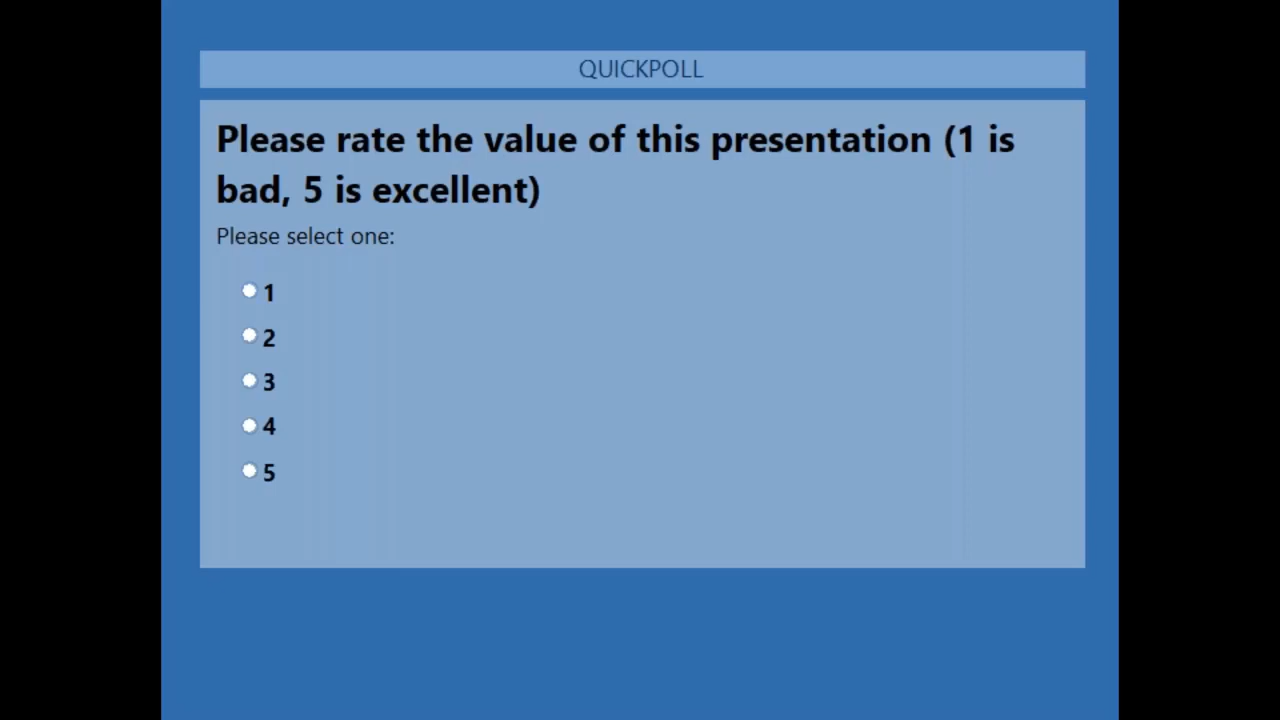 QUICKPOLL
Please rate the value of this presentation (1 is
bad, 5 is excellent)
Please select one:
1
2
3
4
5